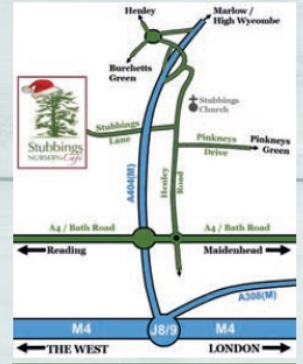 Henley
Marlow /
High Wycombe
Burchetts
Green
Stubbings
Church
Stubbings
NURSERY & Cafe
Stubbings
Lane
Pinkneys
Drive
Pinkneys
Green
A404(M)
Henley
Road
A4 / Bath Road
A4 / Bath Road
Reading
Maidenhead
A308(M)
M4
J8/9
M4
THE WEST
LONDON